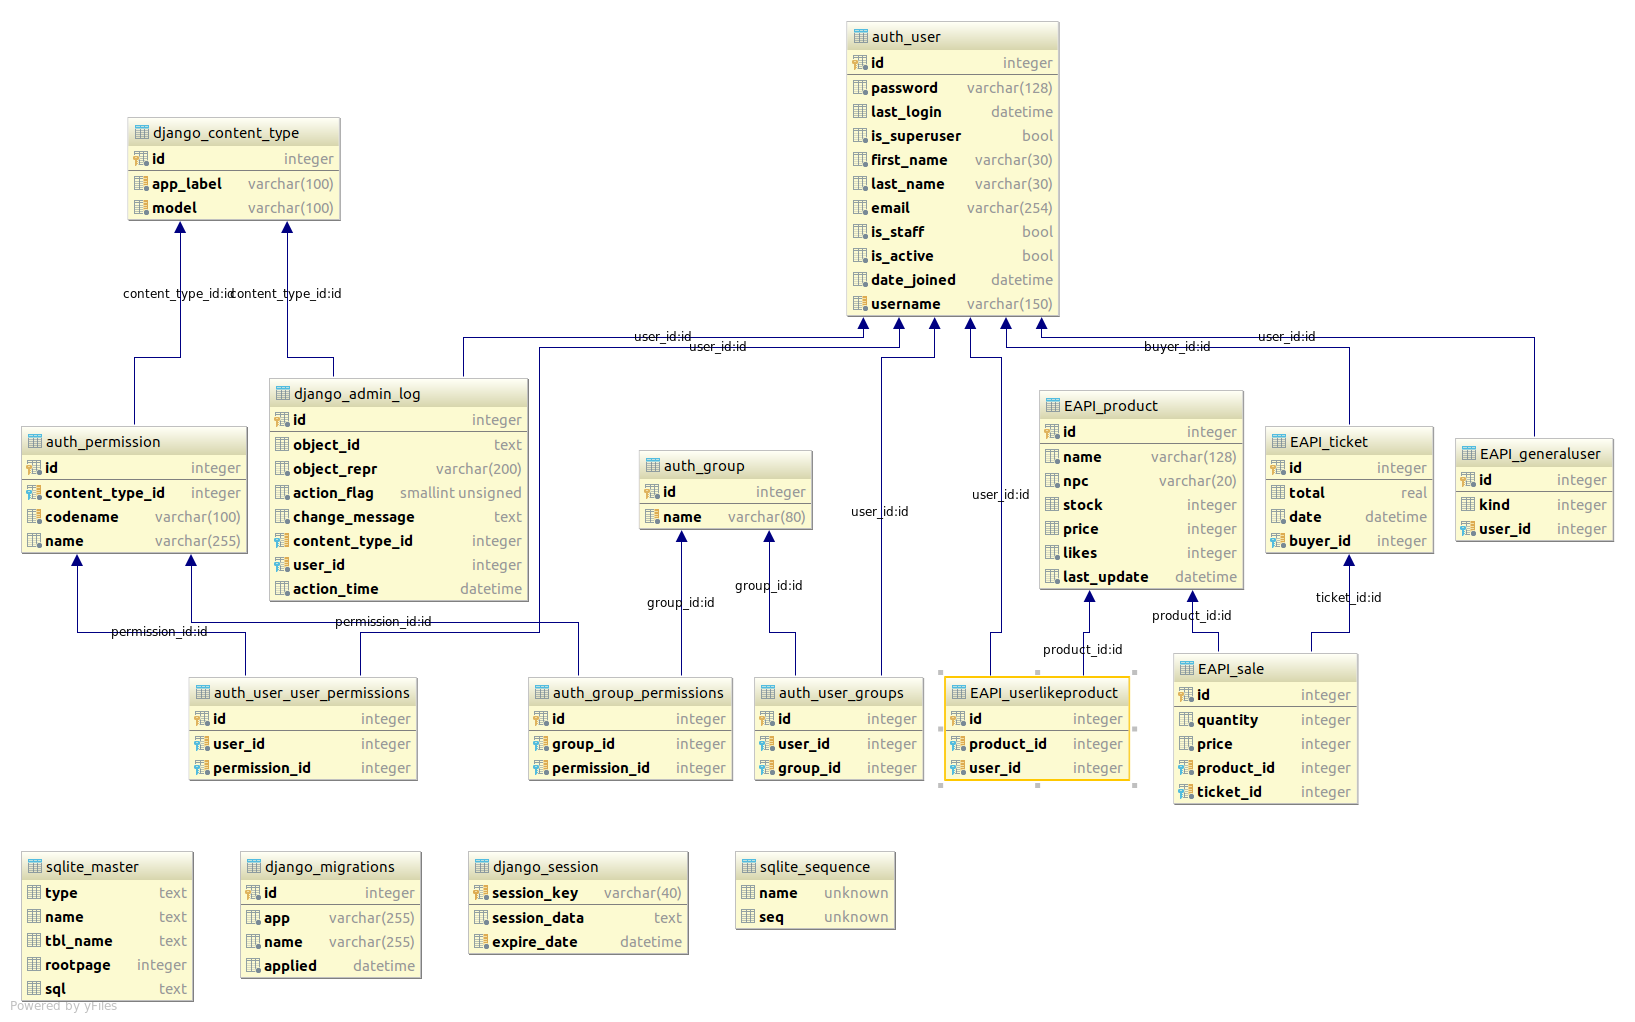 auth_user
id integer
password varchar(128)
last_login datetime
is_superuser bool
first_name varchar(30)
last_name varchar(30)
email varchar(254)
is_staff bool
is_active bool
date_joined datetime
username varchar(150)
django_content_type
id integer
app_label varchar(100)
model varchar(100)
content_type_id:id
content_type_id:id
user_id:id
user_id:id
buyer_id:id
user_id:id
auth_permission
id integer
content_type_id integer
codename varchar(100)
name varchar(255)
django_admin_log
id integer
object_id text
object_repr varchar(200)
action_flag smallint unsigned
change_message text
content_type_id integer
user_id integer
action_time datetime
auth_group
id integer
name varchar(80)
user_id:id
user_id:id
EAPI_product
id integer
name varchar(128)
npc varchar(20)
stock integer
price integer
likes integer
last_update datetime
EAPI_ticket
id integer
total real
date datetime
buyer_id integer
EAPI_generaluser
id integer
kind integer
user_id integer
permission_id:id
permission_id:id
group_id:id
group_id:id
product_id:id
product_id:id
ticket_id:id
auth_user_user_permissions
id integer
user_id integer
permission_id integer
auth_group_permissions
id integer
group_id integer
permission_id integer
auth_user_groups
id integer
user_id integer
group_id integer
EAPI_userlikeproduct
id integer
product_id integer
user_id integer
EAPI_sale
id integer
quantity integer
price integer
product_id integer
ticket_id integer
sqlite_master
type text
name text
tbl_name text
rootpage integer
sql text
django_migrations
id integer
app varchar(255)
name varchar(255)
applied datetime
django_session
session_key varchar(40)
session_data text
expire_date datetime
sqlite_sequence
name unknown
seq unknown
Powered by yFiles